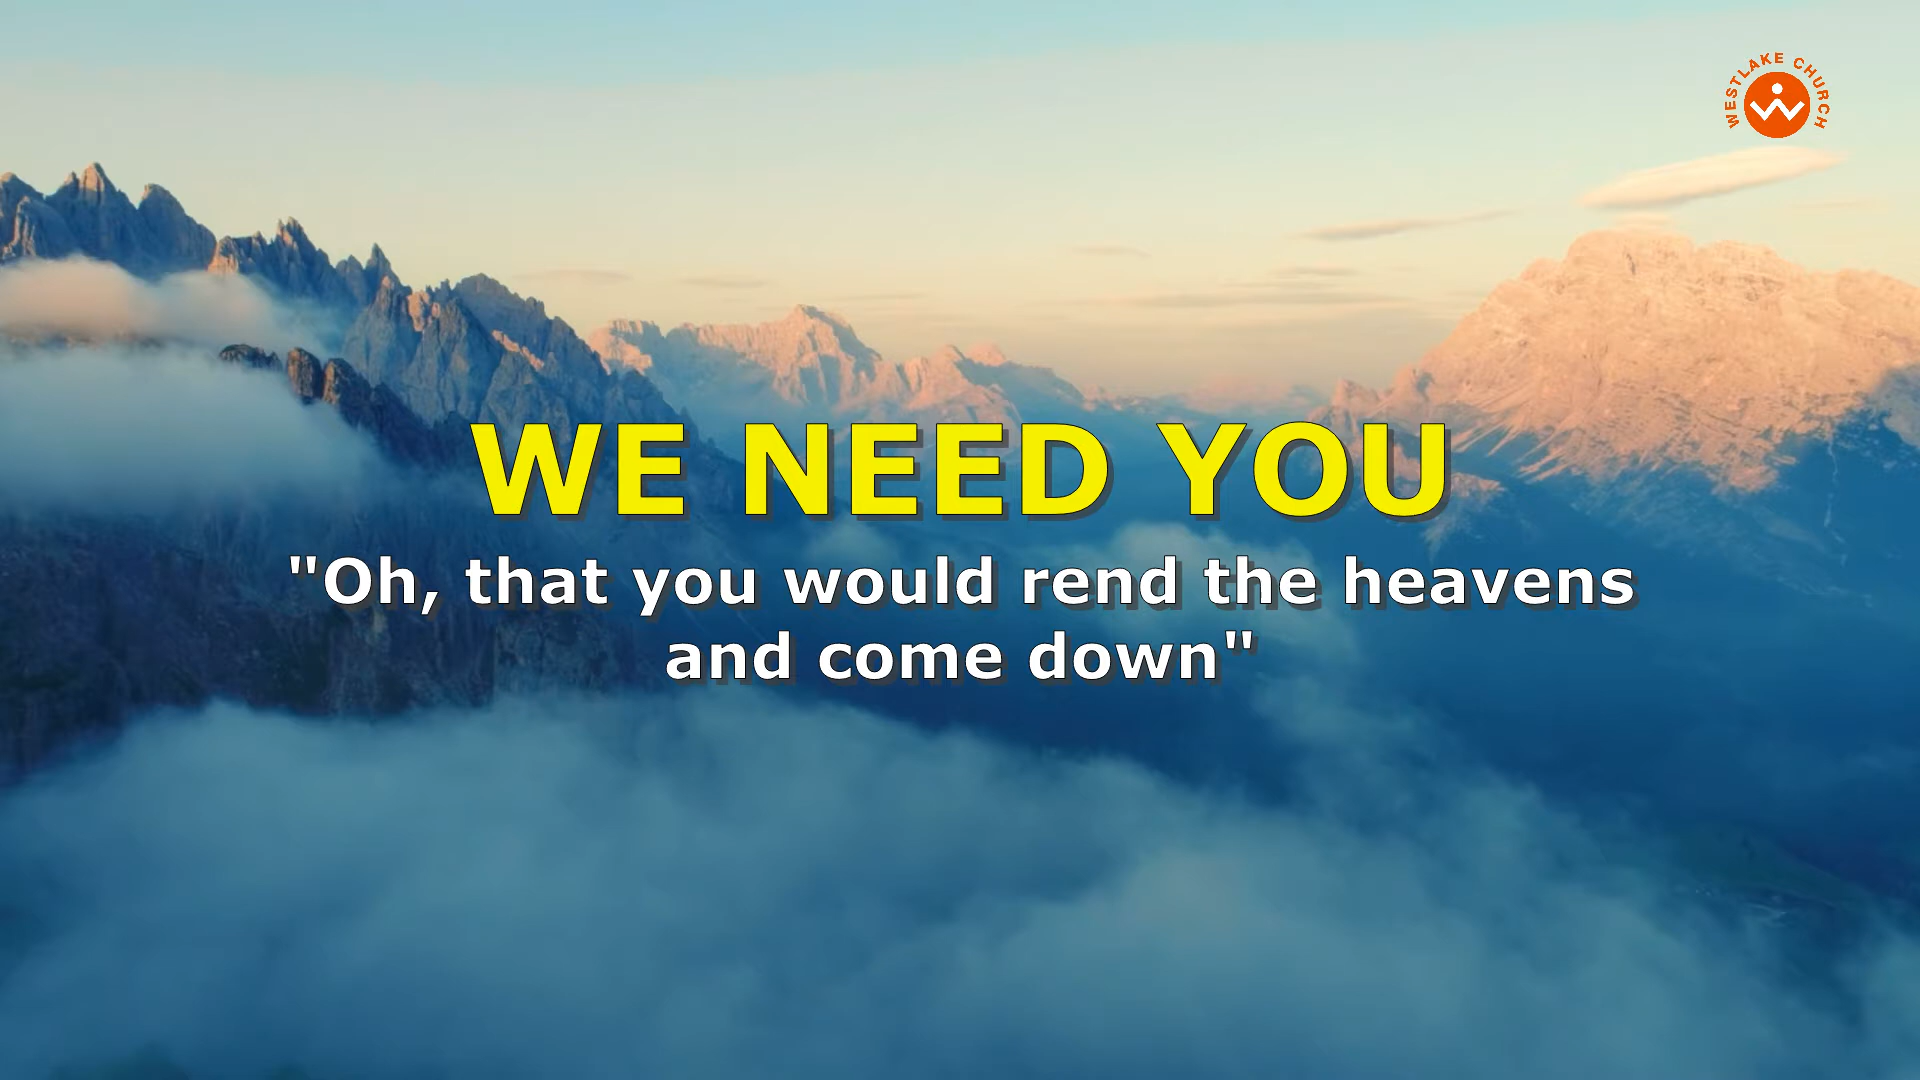 WESTLAKE CHURCH
WE NEED YOU
"Oh, that you would rend the heavens
and come down"